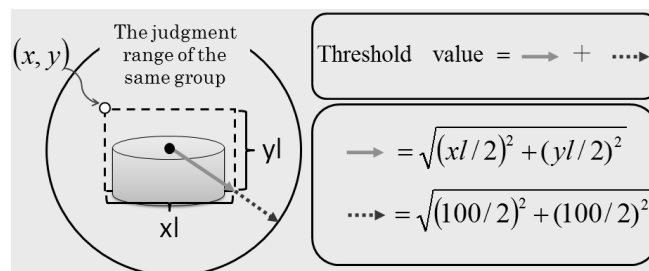 The judgment
range of the
same group
(x, y)
yl
xl
Threshold value = +
= √((xl/2)² + (yl/2)²)
= √((100/2)² + (100/2)²)